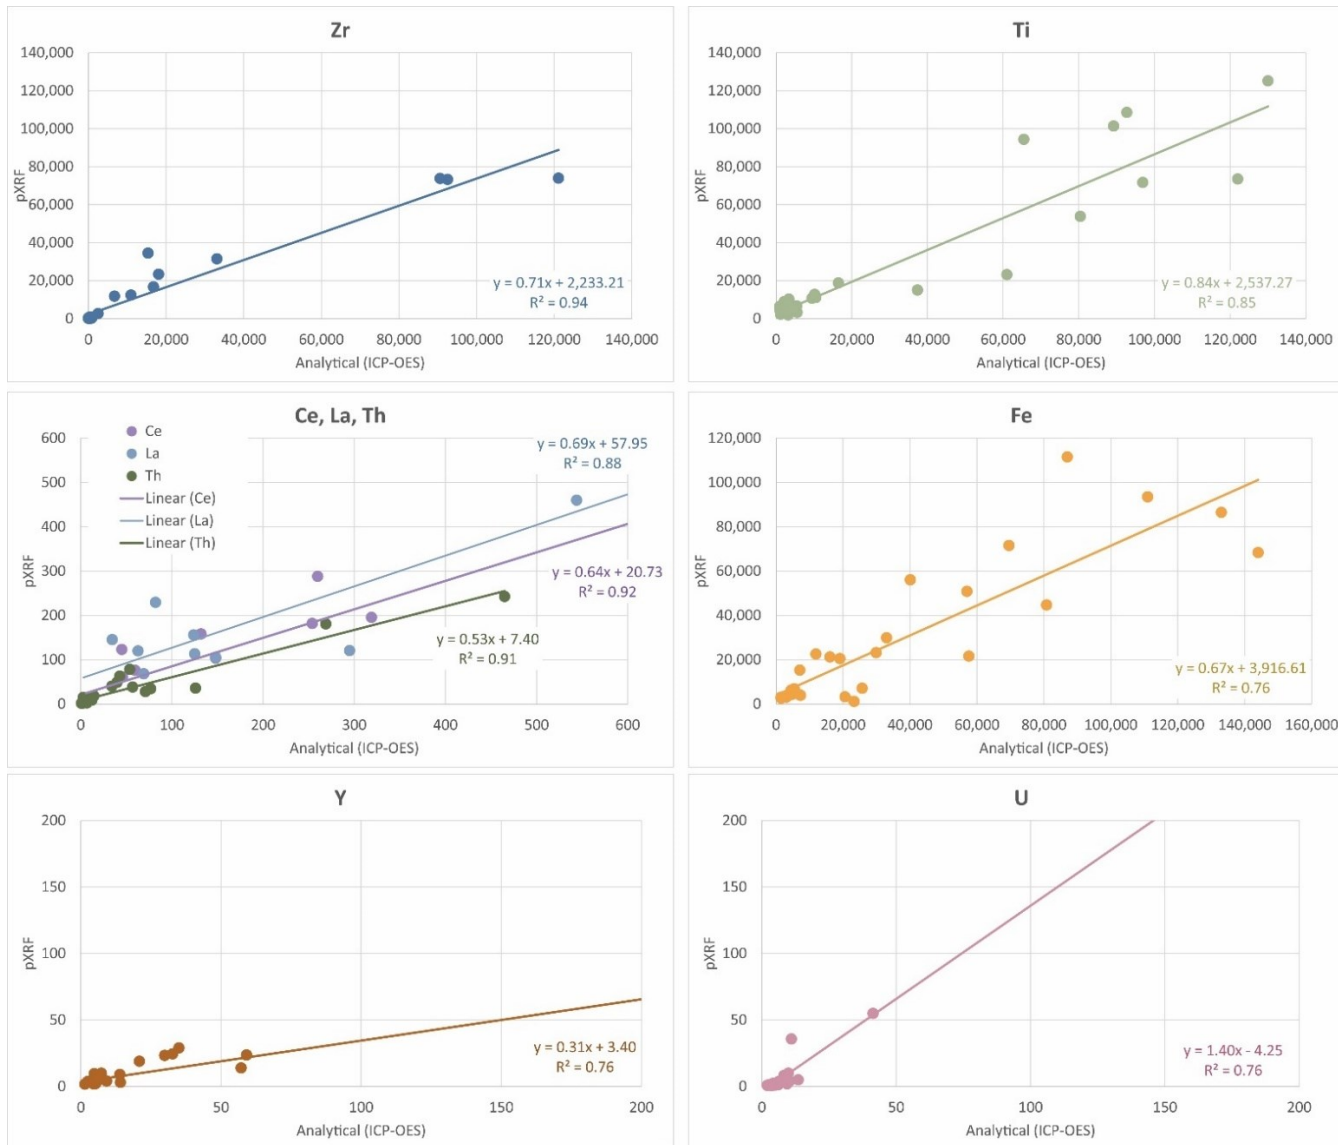 Zr
140,000
120,000
100,000
80,000
60,000
40,000
20,000
0
pXRF
y = 0.71x + 2,233.21
R² = 0.94
0 20,000 40,000 60,000 80,000 100,000 120,000 140,000
Analytical (ICP-OES)
Ti
140,000
120,000
100,000
80,000
60,000
40,000
20,000
0
pXRF
y = 0.84x + 2,537.27
R² = 0.85
0 20,000 40,000 60,000 80,000 100,000 120,000 140,000
Analytical (ICP-OES)
Ce, La, Th
600
500
400
300
200
100
0
pXRF
Ce
La
Th
Linear (Ce)
Linear (La)
Linear (Th)
y = 0.69x + 57.95
R² = 0.88
y = 0.64x + 20.73
R² = 0.92
y = 0.53x + 7.40
R² = 0.91
0 100 200 300 400 500 600
Analytical (ICP-OES)
Fe
120,000
100,000
80,000
60,000
40,000
20,000
0
pXRF
y = 0.67x + 3,916.61
R² = 0.76
0 20,000 40,000 60,000 80,000 100,000 120,000 140,000 160,000
Analytical (ICP-OES)
Y
200
150
100
50
0
pXRF
y = 0.31x + 3.40
R² = 0.76
0 50 100 150 200
Analytical (ICP-OES)
U
200
150
100
50
0
pXRF
y = 1.40x - 4.25
R² = 0.76
0 50 100 150 200
Analytical (ICP-OES)